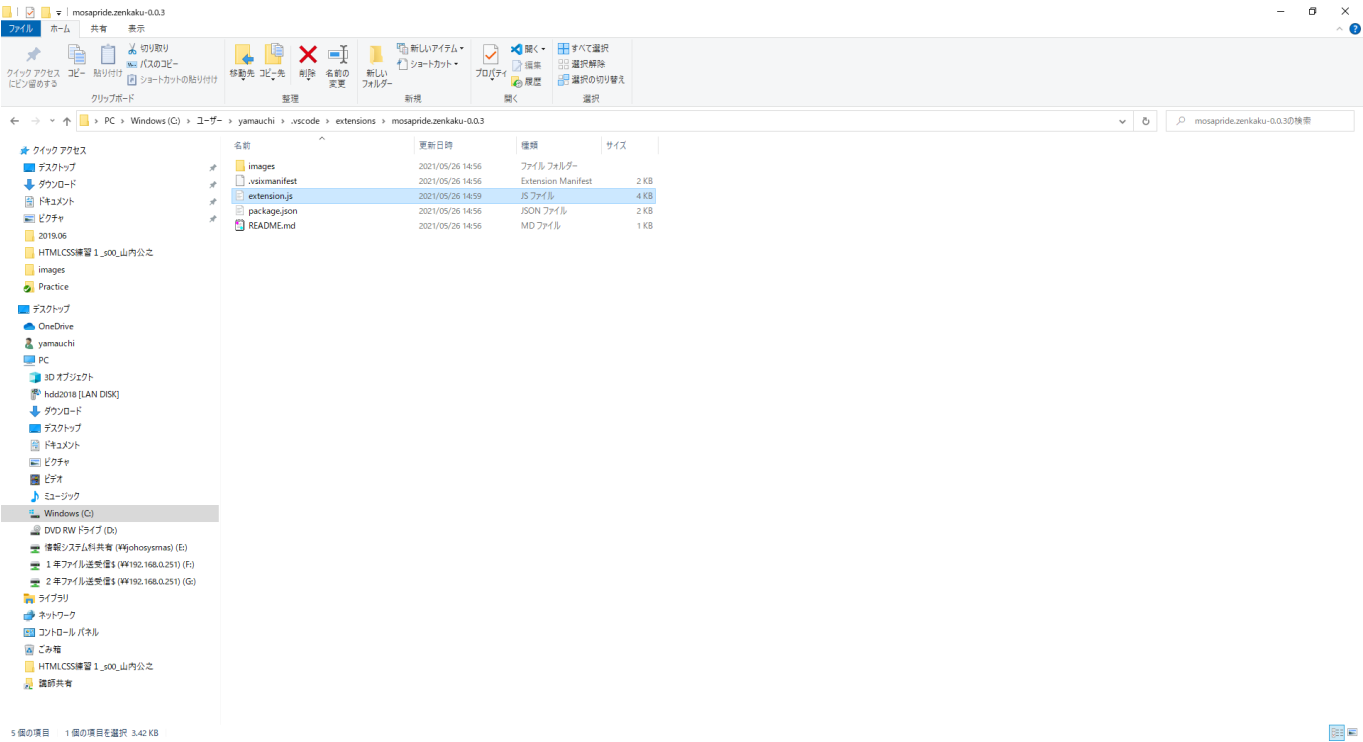 mosapride.zenkaku-0.0.3
ファイル ホーム 共有 表示
クイック アクセス
にピン留めする
コピー
貼り付け
切り取り
パスのコピー
ショートカットの貼り付け
クリップボード
移動先
コピー先
削除
名前の
変更
整理
新しい
フォルダー
新しいアイテム
ショートカット
新規
プロパティ
開く
編集
履歴
開く
すべて選択
選択解除
選択の切り替え
選択
PC › Windows (C:) › ユーザー › yamauchi › .vscode › extensions › mosapride.zenkaku-0.0.3
mosapride.zenkaku-0.0.3の検索
クイック アクセス
デスクトップ
ダウンロード
ドキュメント
ピクチャ
2019.06
HTMLCSS練習1_s00_山内公之
images
Practice
デスクトップ
OneDrive
yamauchi
PC
3D オブジェクト
hdd2018 [LAN DISK]
ダウンロード
デスクトップ
ドキュメント
ピクチャ
ビデオ
ミュージック
Windows (C:)
DVD RW ドライブ (D:)
情報システム科共有 (¥¥johosysmas) (E:)
1年ファイル送受信$ (¥¥192.168.0.251) (F:)
2年ファイル送受信$ (¥¥192.168.0.251) (G:)
ライブラリ
ネットワーク
コントロール パネル
ごみ箱
HTMLCSS練習1_s00_山内公之
講師共有
名前 更新日時 種類 サイズ
images 2021/05/26 14:56 ファイル フォルダー
.vsixmanifest 2021/05/26 14:56 Extension Manifest 2 KB
extension.js 2021/05/26 14:59 JS ファイル 4 KB
package.json 2021/05/26 14:56 JSON ファイル 2 KB
README.md 2021/05/26 14:56 MD ファイル 1 KB
5 個の項目 1 個の項目を選択 3.42 KB